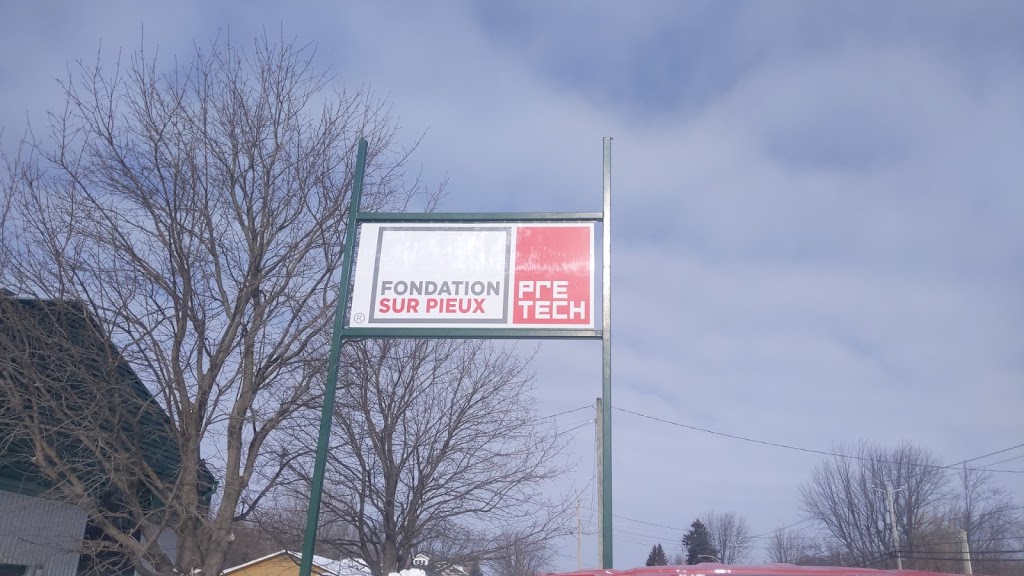 FONDATION
SUR PIEUX
®
PRE
TECH